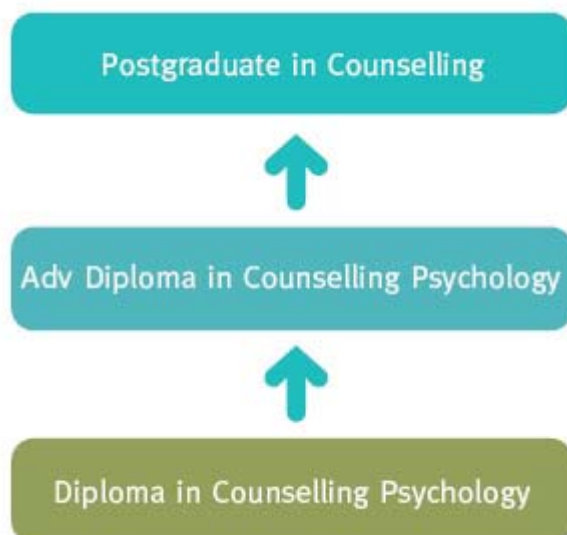 Postgraduate in Counselling
Adv Diploma in Counselling Psychology
Diploma in Counselling Psychology